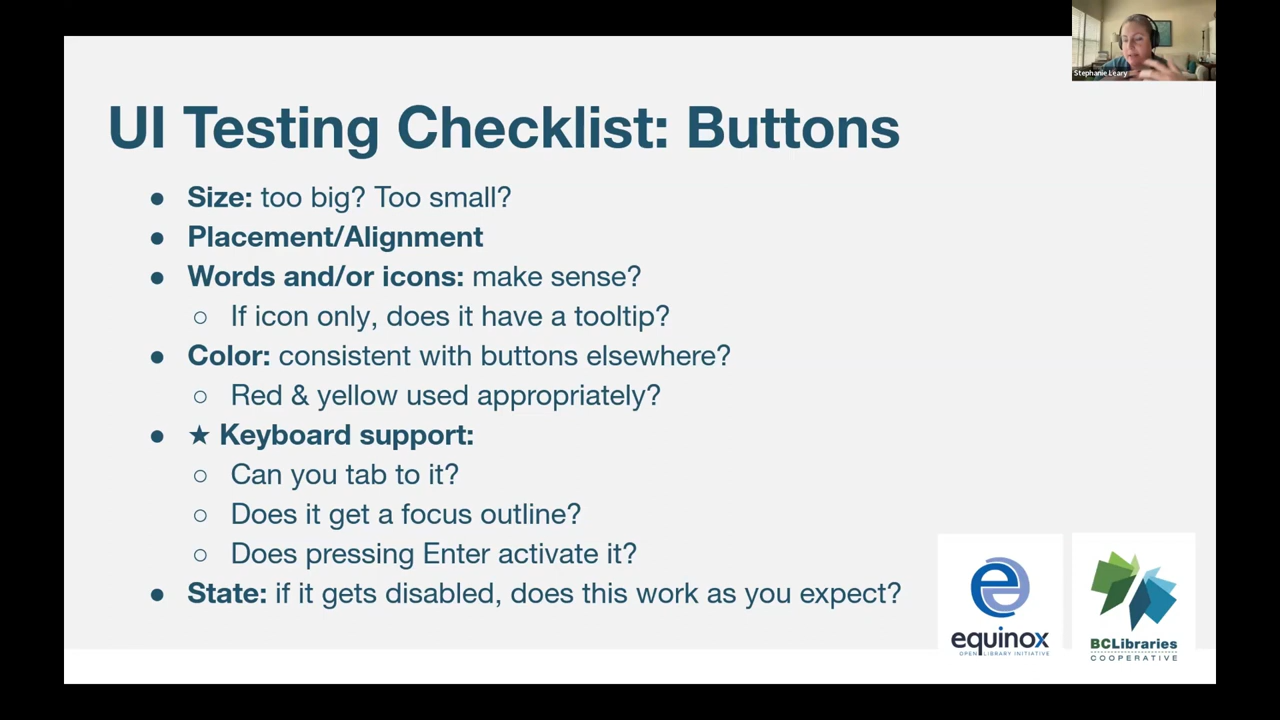 Stephanie Leary
UI Testing Checklist: Buttons
● Size: too big? Too small?
● Placement/Alignment
● Words and/or icons: make sense?
○ If icon only, does it have a tooltip?
● Color: consistent with buttons elsewhere?
○ Red & yellow used appropriately?
● ★ Keyboard support:
○ Can you tab to it?
○ Does it get a focus outline?
○ Does pressing Enter activate it?
● State: if it gets disabled, does this work as you expect?
equinox
OPEN LIBRARY INITIATIVE
BCLibraries
COOPERATIVE